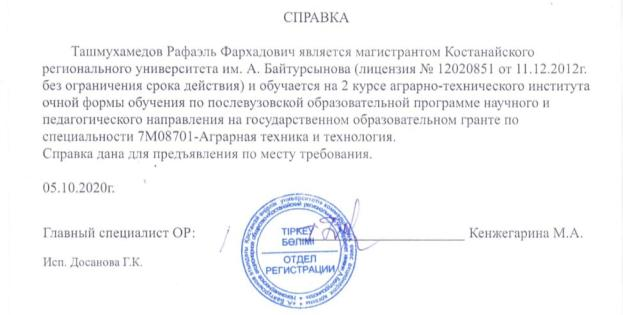 СПРАВКА
Ташмухамедов Рафаэль Фархадович является магистрантом Костанайского
регионального университета им. А. Байтурсынова (лицензия № 12020851 от 11.12.2012г.
без ограничения срока действия) и обучается на 2 курсе аграрно-технического института
очной формы обучения по послевузовской образовательной программе научного и
педагогического направления на государственном образовательном гранте по
специальности 7М08701-Аграрная техника и технология.
Справка дана для предъявления по месту требования.
05.10.2020г.
Главный специалист ОР: Кенжегарина М.А.
Исп. Досанова Г.К.
ТІРКЕУ
БӨЛІМІ
ОТДЕЛ
РЕГИСТРАЦИИ